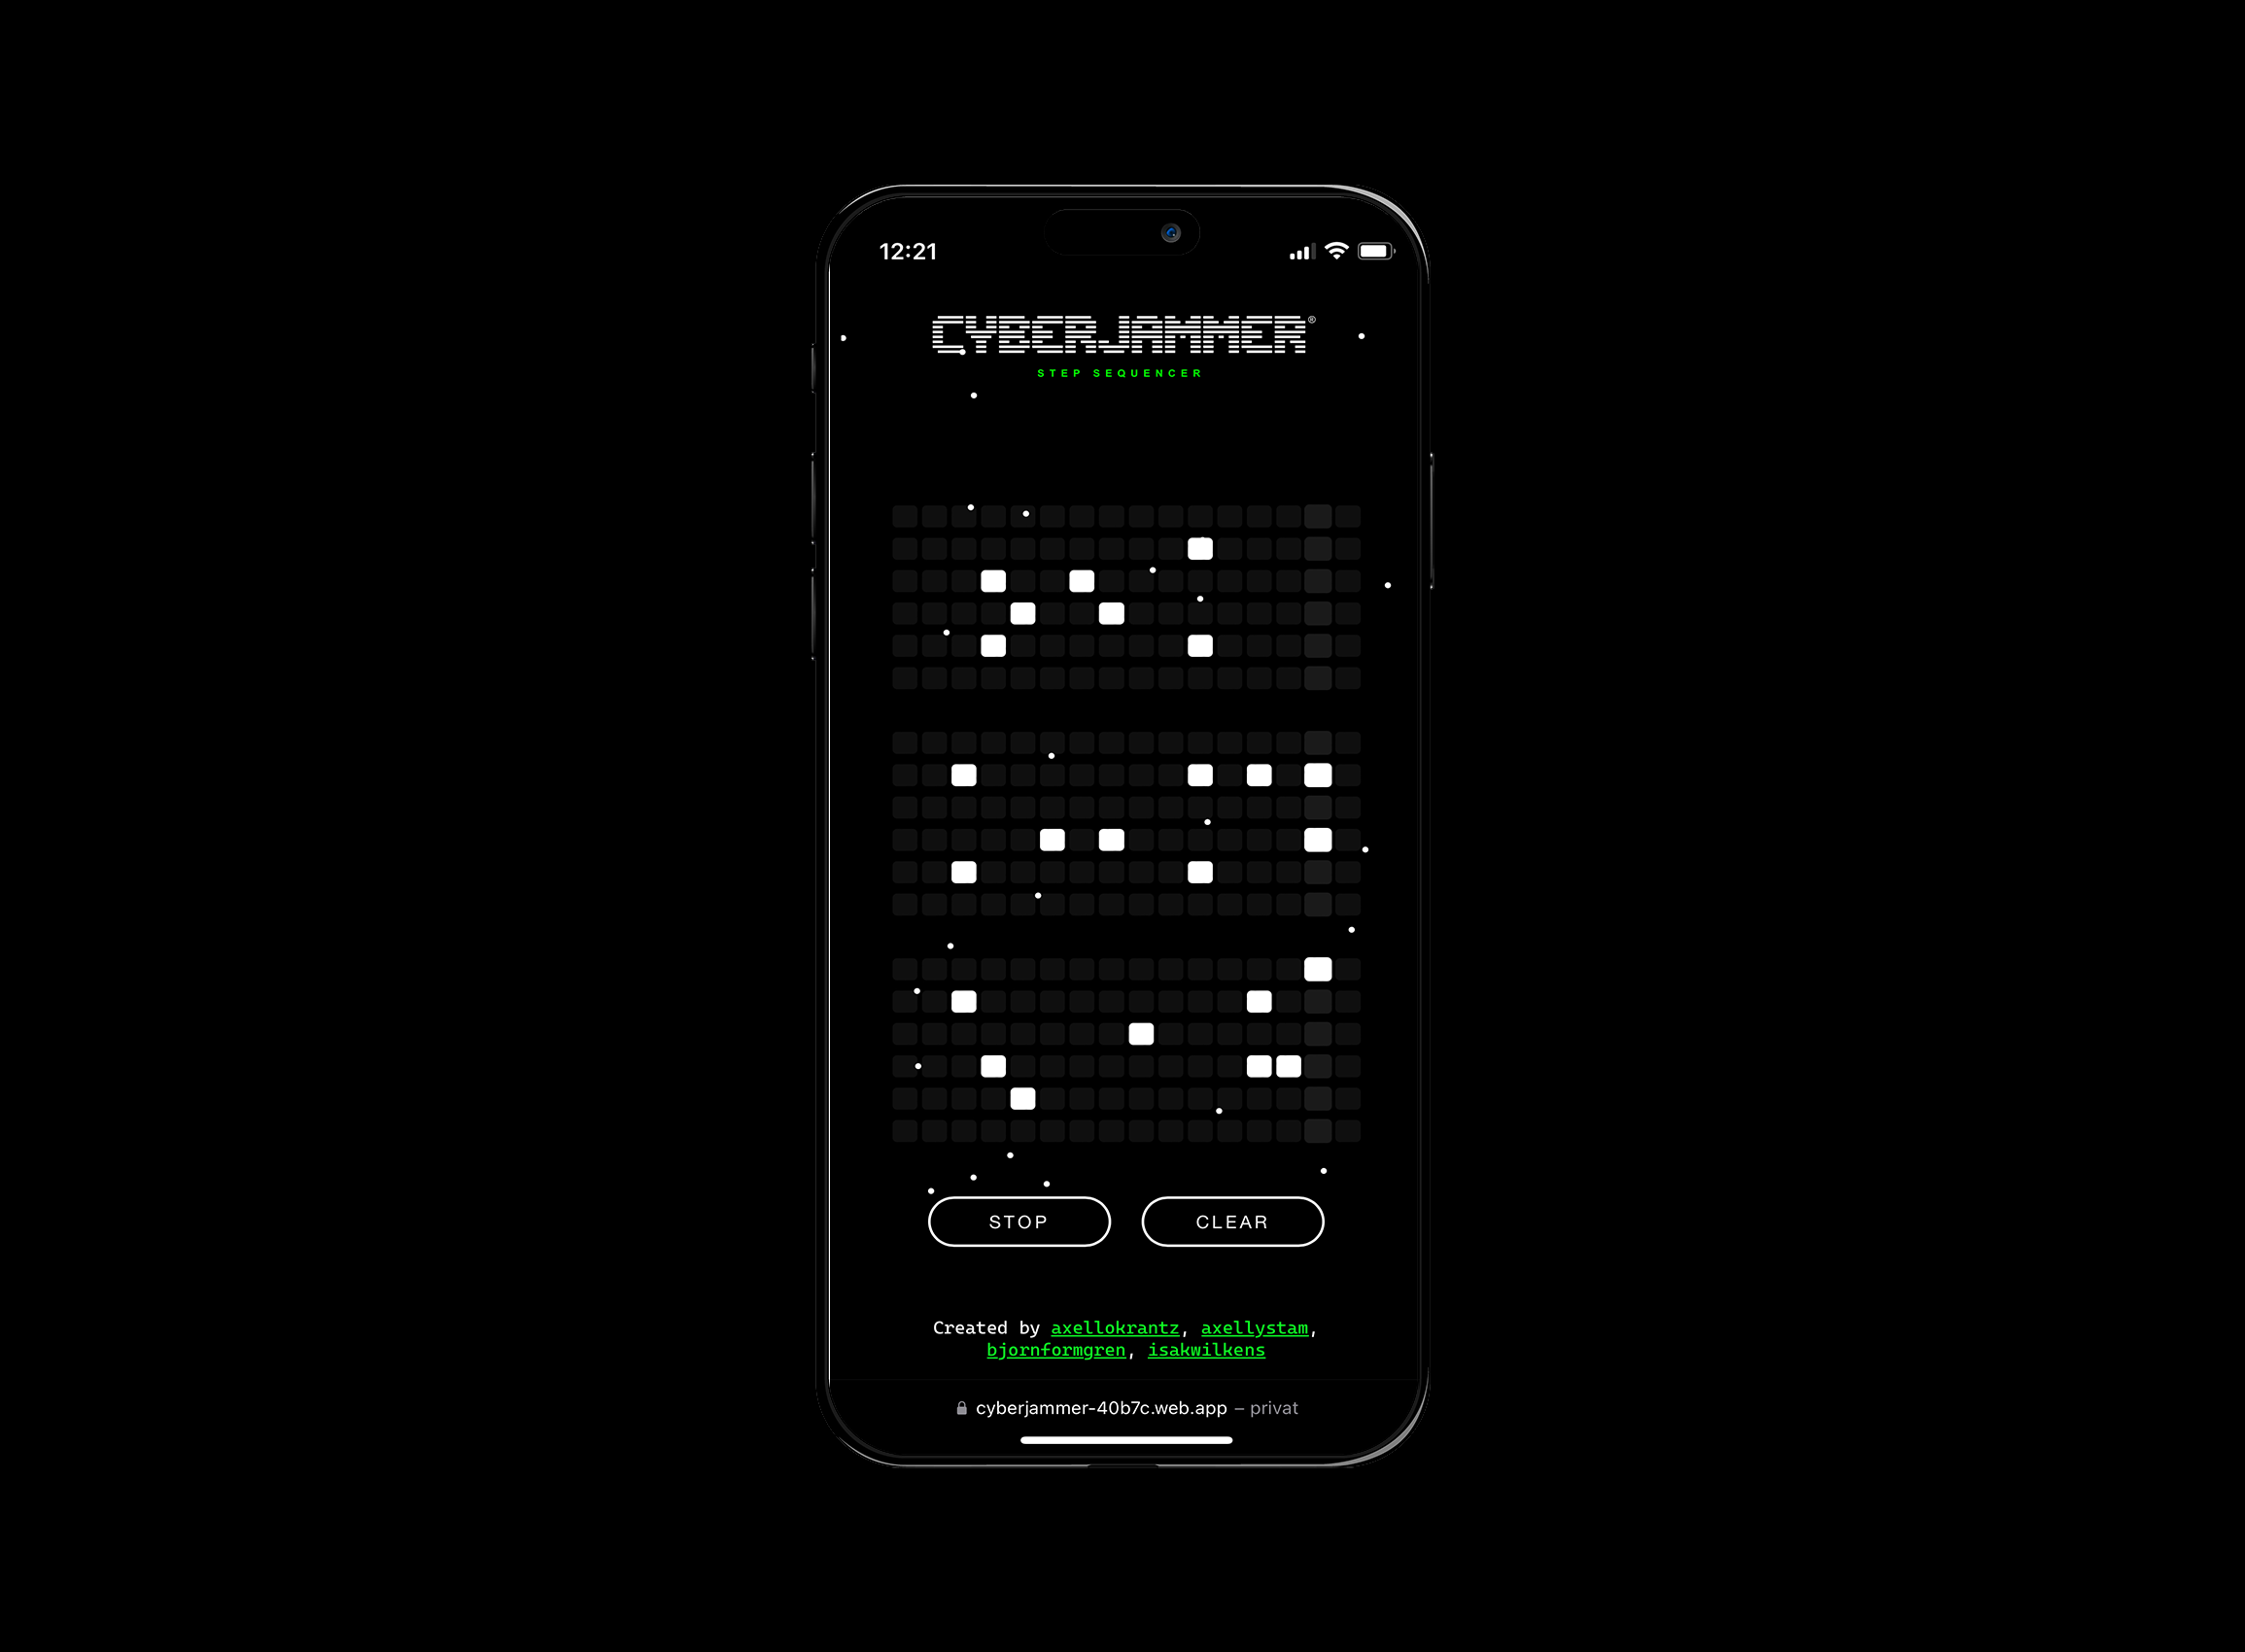 12:21
CYBERJAMMER®
STEP SEQUENCER
STOP
CLEAR
Created by axellokrantz, axellystam,
bjornformgren, isakwilkens
cyberjammer-40b7c.web.app – privat